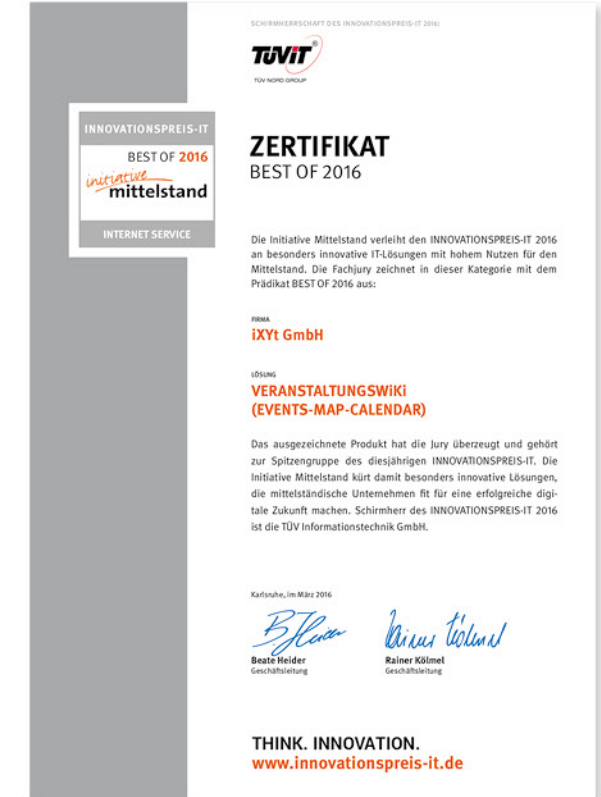 SCHIRMHERRSCHAFT DES INNOVATIONSPREIS-IT 2016:
TÜViT®
TÜV NORD GROUP
INNOVATIONSPREIS-IT
BEST OF 2016
initiative
mittelstand
INTERNET SERVICE
ZERTIFIKAT
BEST OF 2016
Die Initiative Mittelstand verleiht den INNOVATIONSPREIS-IT 2016
an besonders innovative IT-Lösungen mit hohem Nutzen für den
Mittelstand. Die Fachjury zeichnet in dieser Kategorie mit dem
Prädikat BEST OF 2016 aus:
FIRMA
iXYt GmbH
LÖSUNG
VERANSTALTUNGSWiKi
(EVENTS-MAP-CALENDAR)
Das ausgezeichnete Produkt hat die Jury überzeugt und gehört
zur Spitzengruppe des diesjährigen INNOVATIONSPREIS-IT. Die
Initiative Mittelstand kürt damit besonders innovative Lösungen,
die mittelständische Unternehmen fit für eine erfolgreiche digi-
tale Zukunft machen. Schirmherr des INNOVATIONSPREIS-IT 2016
ist die TÜV Informationstechnik GmbH.
Karlsruhe, im März 2016
B. Heider
Rainer Kölmel
Beate Heider
Geschäftsleitung
Rainer Kölmel
Geschäftsleitung
THINK. INNOVATION.
www.innovationspreis-it.de